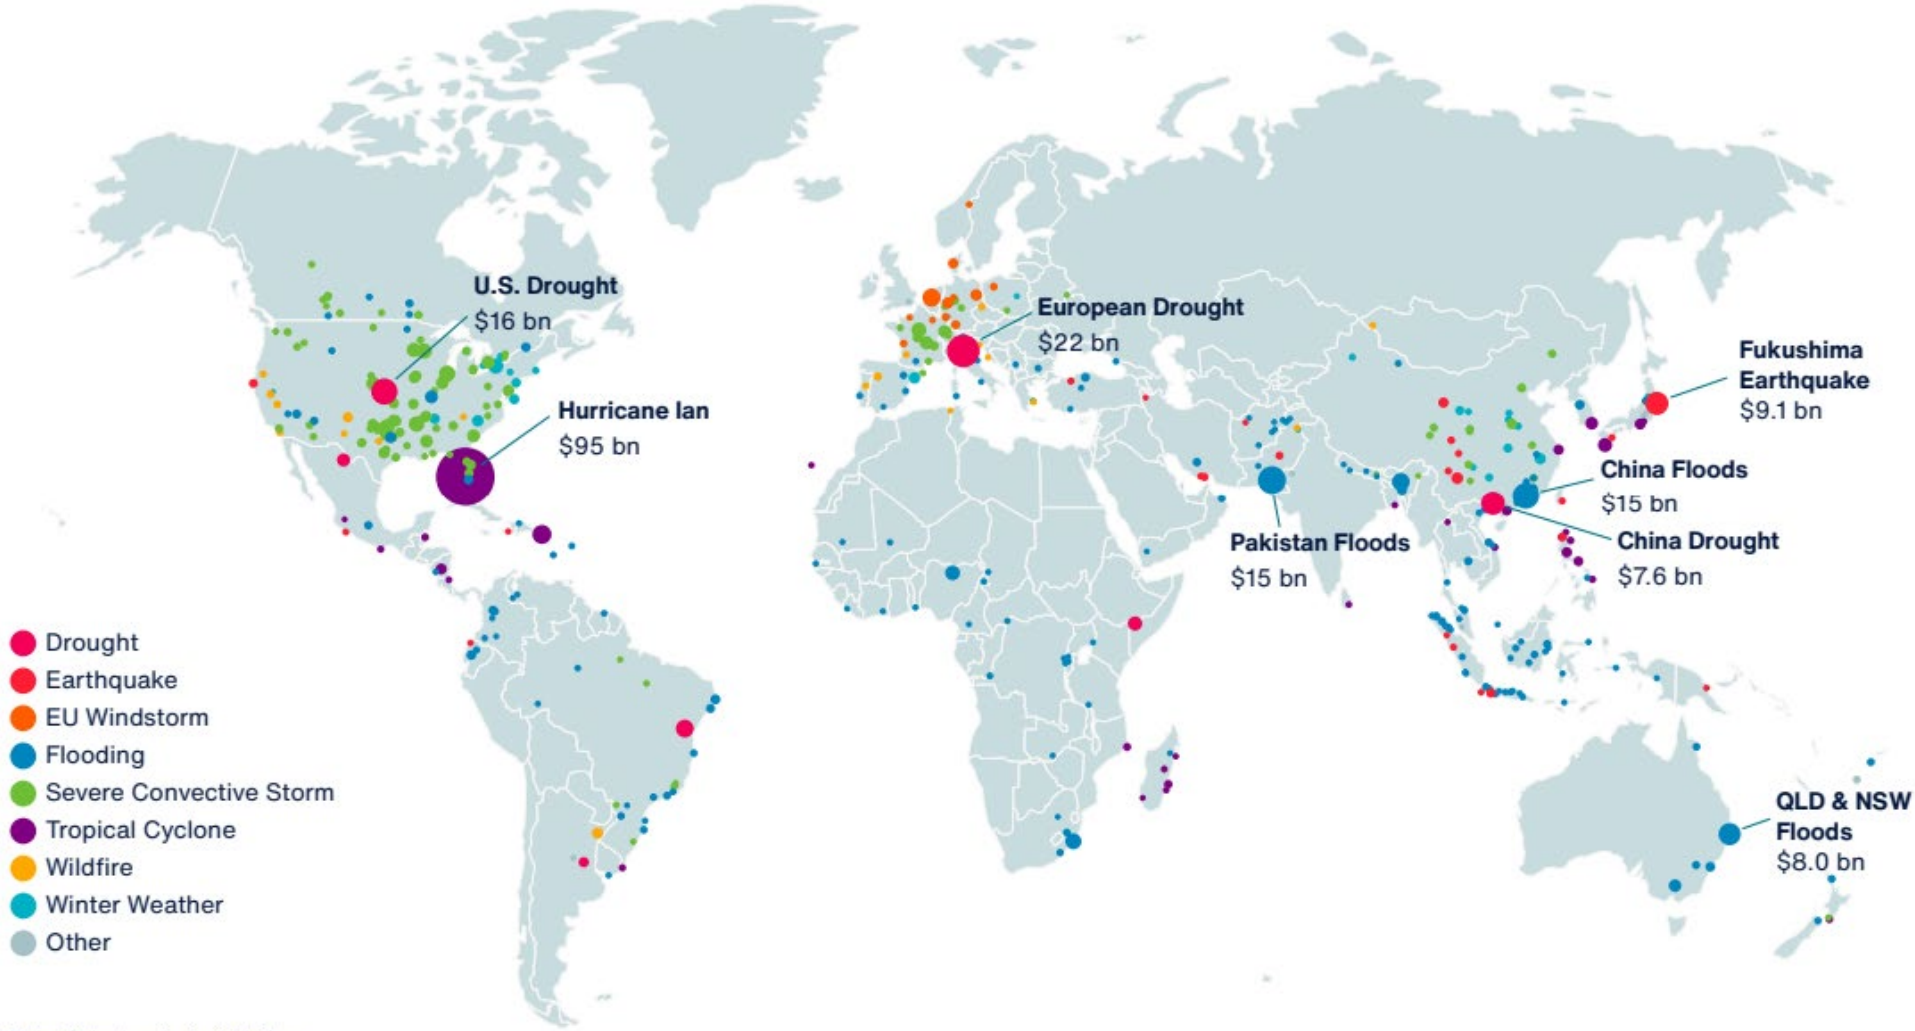 U.S. Drought
$16 bn
European Drought
$22 bn
Fukushima
Earthquake
$9.1 bn
Hurricane Ian
$95 bn
China Floods
$15 bn
Pakistan Floods
$15 bn
China Drought
$7.6 bn
Drought
Earthquake
EU Windstorm
Flooding
Severe Convective Storm
Tropical Cyclone
Wildfire
Winter Weather
Other
QLD & NSW
Floods
$8.0 bn